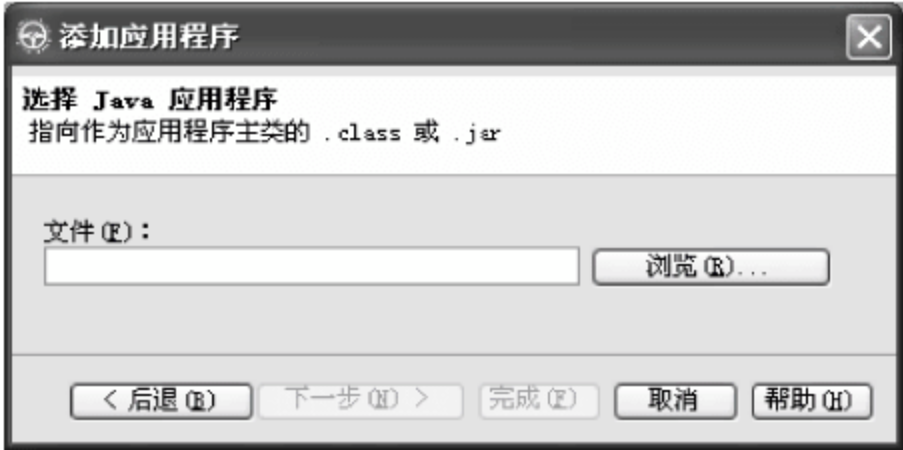 添加应用程序
选择 Java 应用程序
指向作为应用程序主类的 .class 或 .jar
文件(F):
浏览(R)...
< 后退(B) 下一步(N) > 完成(F) 取消 帮助(H)